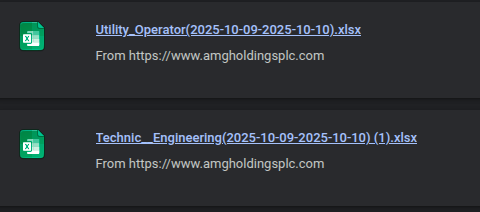 Utility_Operator(2025-10-09-2025-10-10).xlsx
From https://www.amgholdingsplc.com
Technic__Engineering(2025-10-09-2025-10-10) (1).xlsx
From https://www.amgholdingsplc.com